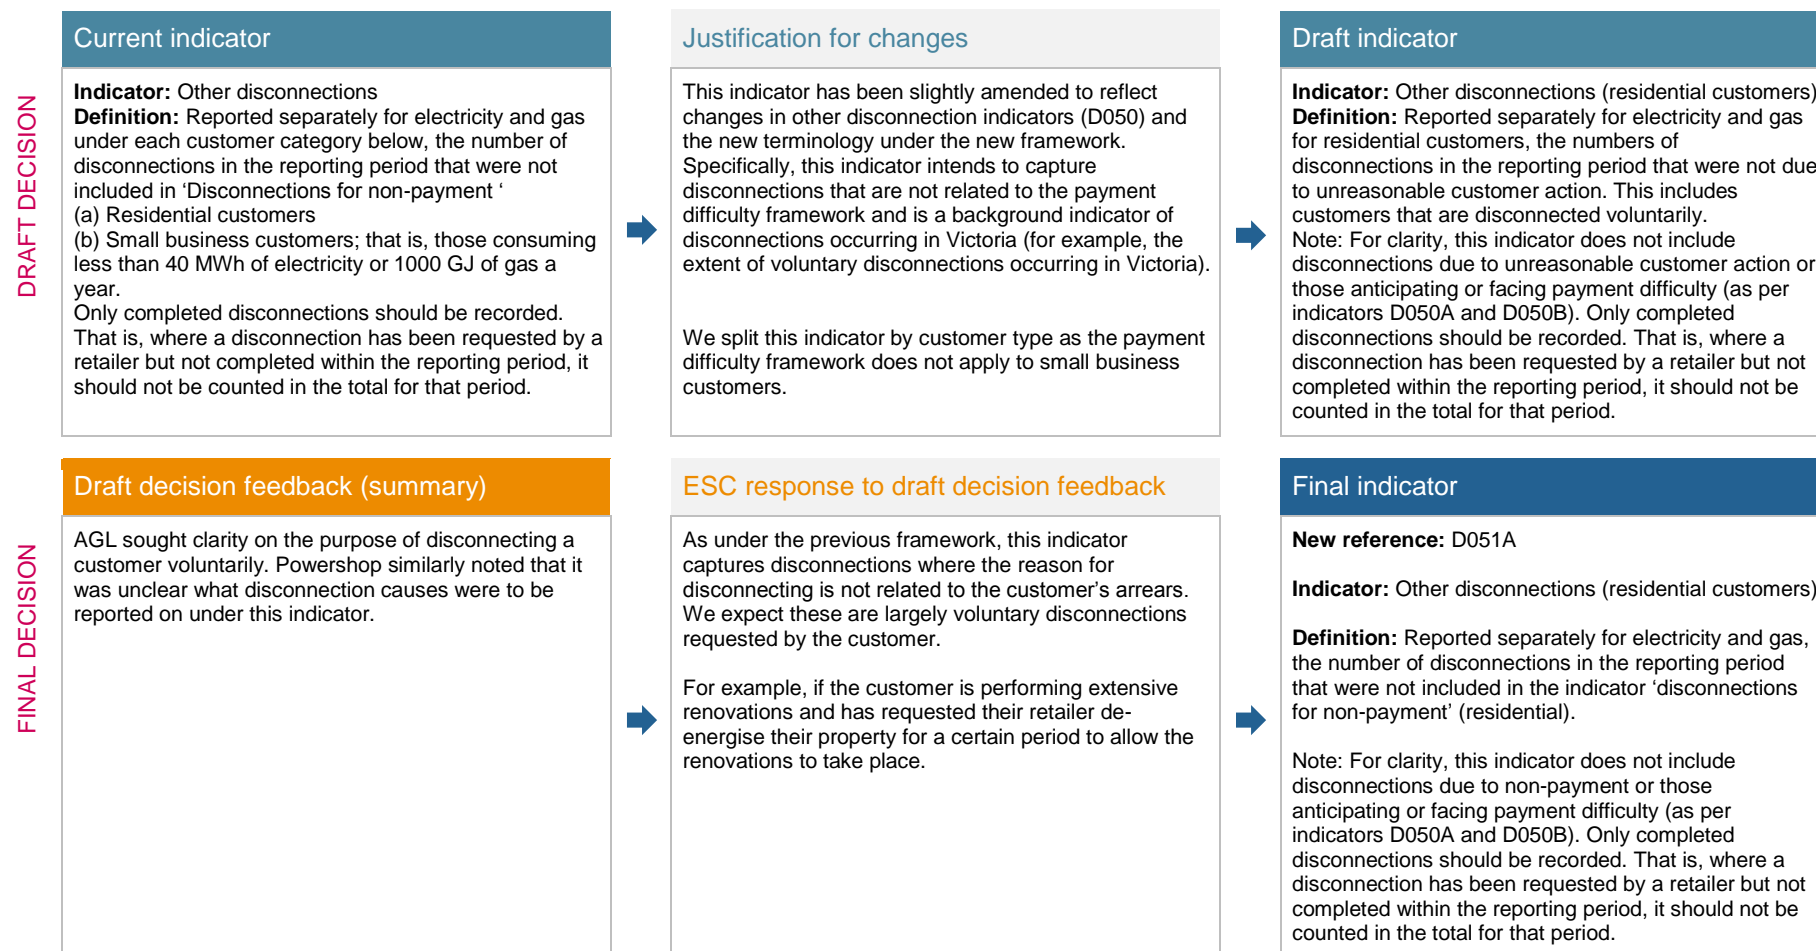 DRAFT DECISION
Current indicator
Indicator: Other disconnections
Definition: Reported separately for electricity and gas
under each customer category below, the number of
disconnections in the reporting period that were not
included in ‘Disconnections for non-payment ‘
(a) Residential customers
(b) Small business customers; that is, those consuming
less than 40 MWh of electricity or 1000 GJ of gas a
year.
Only completed disconnections should be recorded.
That is, where a disconnection has been requested by a
retailer but not completed within the reporting period, it
should not be counted in the total for that period.
Justification for changes
This indicator has been slightly amended to reflect
changes in other disconnection indicators (D050) and
the new terminology under the new framework.
Specifically, this indicator intends to capture
disconnections that are not related to the payment
difficulty framework and is a background indicator of
disconnections occurring in Victoria (for example, the
extent of voluntary disconnections occurring in Victoria).
We split this indicator by customer type as the payment
difficulty framework does not apply to small business
customers.
Draft indicator
Indicator: Other disconnections (residential customers)
Definition: Reported separately for electricity and gas
for residential customers, the numbers of
disconnections in the reporting period that were not due
to unreasonable customer action. This includes
customers that are disconnected voluntarily.
Note: For clarity, this indicator does not include
disconnections due to unreasonable customer action or
those anticipating or facing payment difficulty (as per
indicators D050A and D050B). Only completed
disconnections should be recorded. That is, where a
disconnection has been requested by a retailer but not
completed within the reporting period, it should not be
counted in the total for that period.
FINAL DECISION
Draft decision feedback (summary)
AGL sought clarity on the purpose of disconnecting a
customer voluntarily. Powershop similarly noted that it
was unclear what disconnection causes were to be
reported on under this indicator.
ESC response to draft decision feedback
As under the previous framework, this indicator
captures disconnections where the reason for
disconnecting is not related to the customer’s arrears.
We expect these are largely voluntary disconnections
requested by the customer.
For example, if the customer is performing extensive
renovations and has requested their retailer de-
energise their property for a certain period to allow the
renovations to take place.
Final indicator
New reference: D051A
Indicator: Other disconnections (residential customers)
Definition: Reported separately for electricity and gas,
the number of disconnections in the reporting period
that were not included in the indicator ‘disconnections
for non-payment’ (residential).
Note: For clarity, this indicator does not include
disconnections due to non-payment or those
anticipating or facing payment difficulty (as per
indicators D050A and D050B). Only completed
disconnections should be recorded. That is, where a
disconnection has been requested by a retailer but not
completed within the reporting period, it should not be
counted in the total for that period.